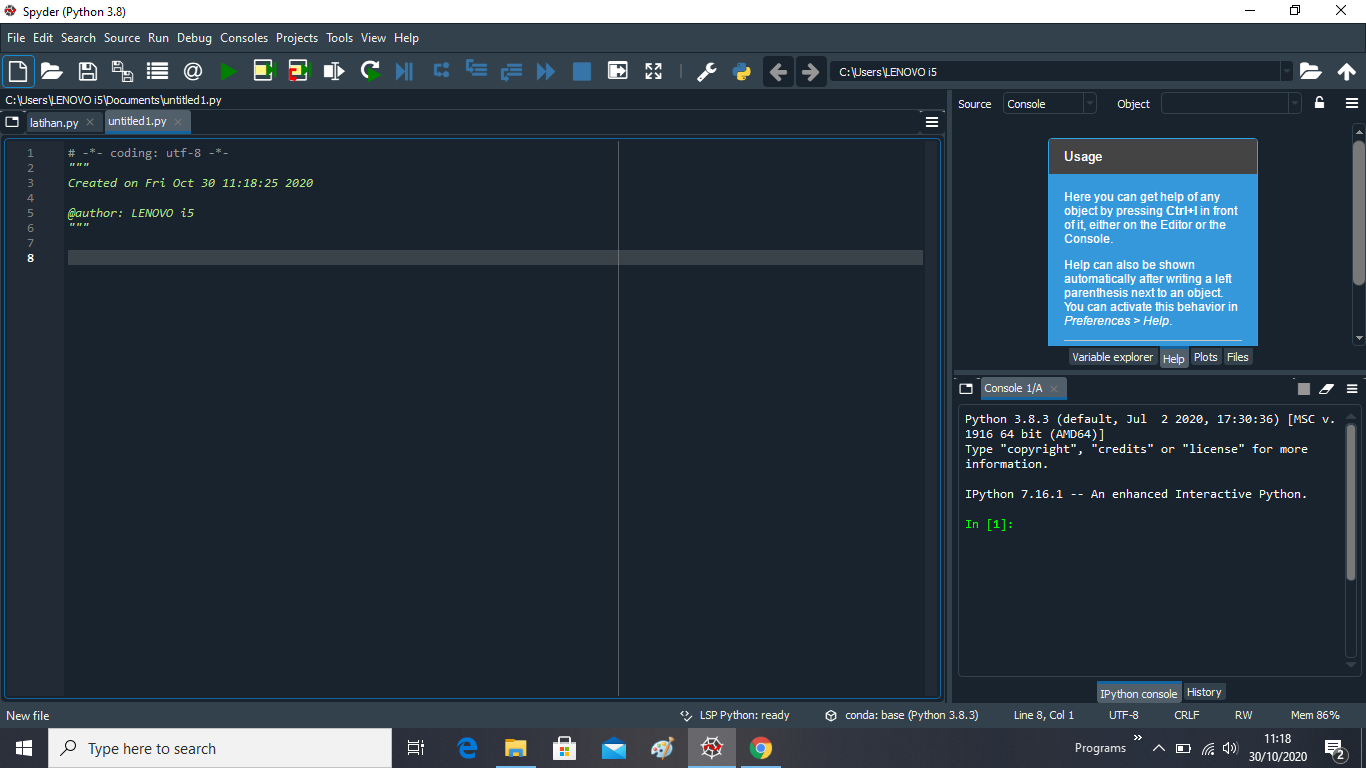 Spyder (Python 3.8)
File Edit Search Source Run Debug Consoles Projects Tools View Help
C:\Users\LENOVO i5
C:\Users\LENOVO i5\Documents\untitled1.py
latihan.py
untitled1.py
1 # -*- coding: utf-8 -*-
2 """
3 Created on Fri Oct 30 11:18:25 2020
4
5 @author: LENOVO i5
6 """
7
8
Source Console Object
Usage
Here you can get help of any
object by pressing Ctrl+I in front
of it, either on the Editor or the
Console.
Help can also be shown
automatically after writing a left
parenthesis next to an object.
You can activate this behavior in
Preferences > Help.
Variable explorer Help Plots Files
Console 1/A
Python 3.8.3 (default, Jul  2 2020, 17:30:36) [MSC v.
1916 64 bit (AMD64)]
Type "copyright", "credits" or "license" for more
information.
IPython 7.16.1 -- An enhanced Interactive Python.
In [1]:
IPython console History
New file LSP Python: ready conda: base (Python 3.8.3) Line 8, Col 1 UTF-8 CRLF RW Mem 86%
Type here to search
Programs
11:18
30/10/2020
2